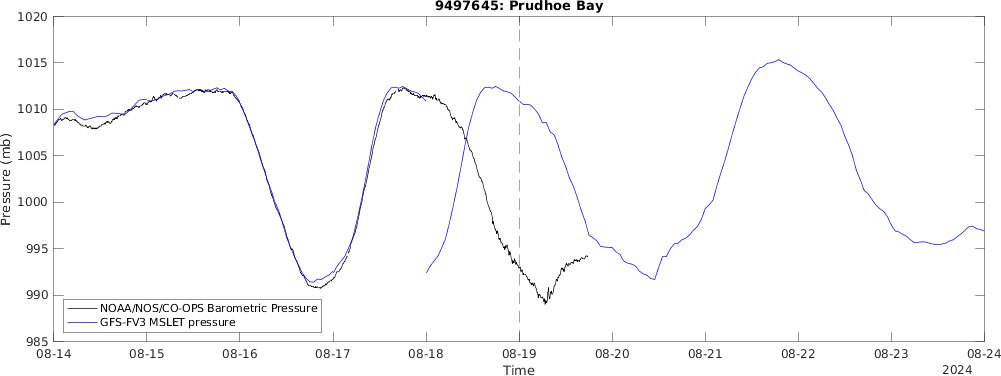 9497645: Prudhoe Bay
1020
1015
1010
1005
1000
995
990
985
Pressure (mb)
NOAA/NOS/CO-OPS Barometric Pressure
GFS-FV3 MSLET pressure
08-14 08-15 08-16 08-17 08-18 08-19 08-20 08-21 08-22 08-23 08-24
Time
2024